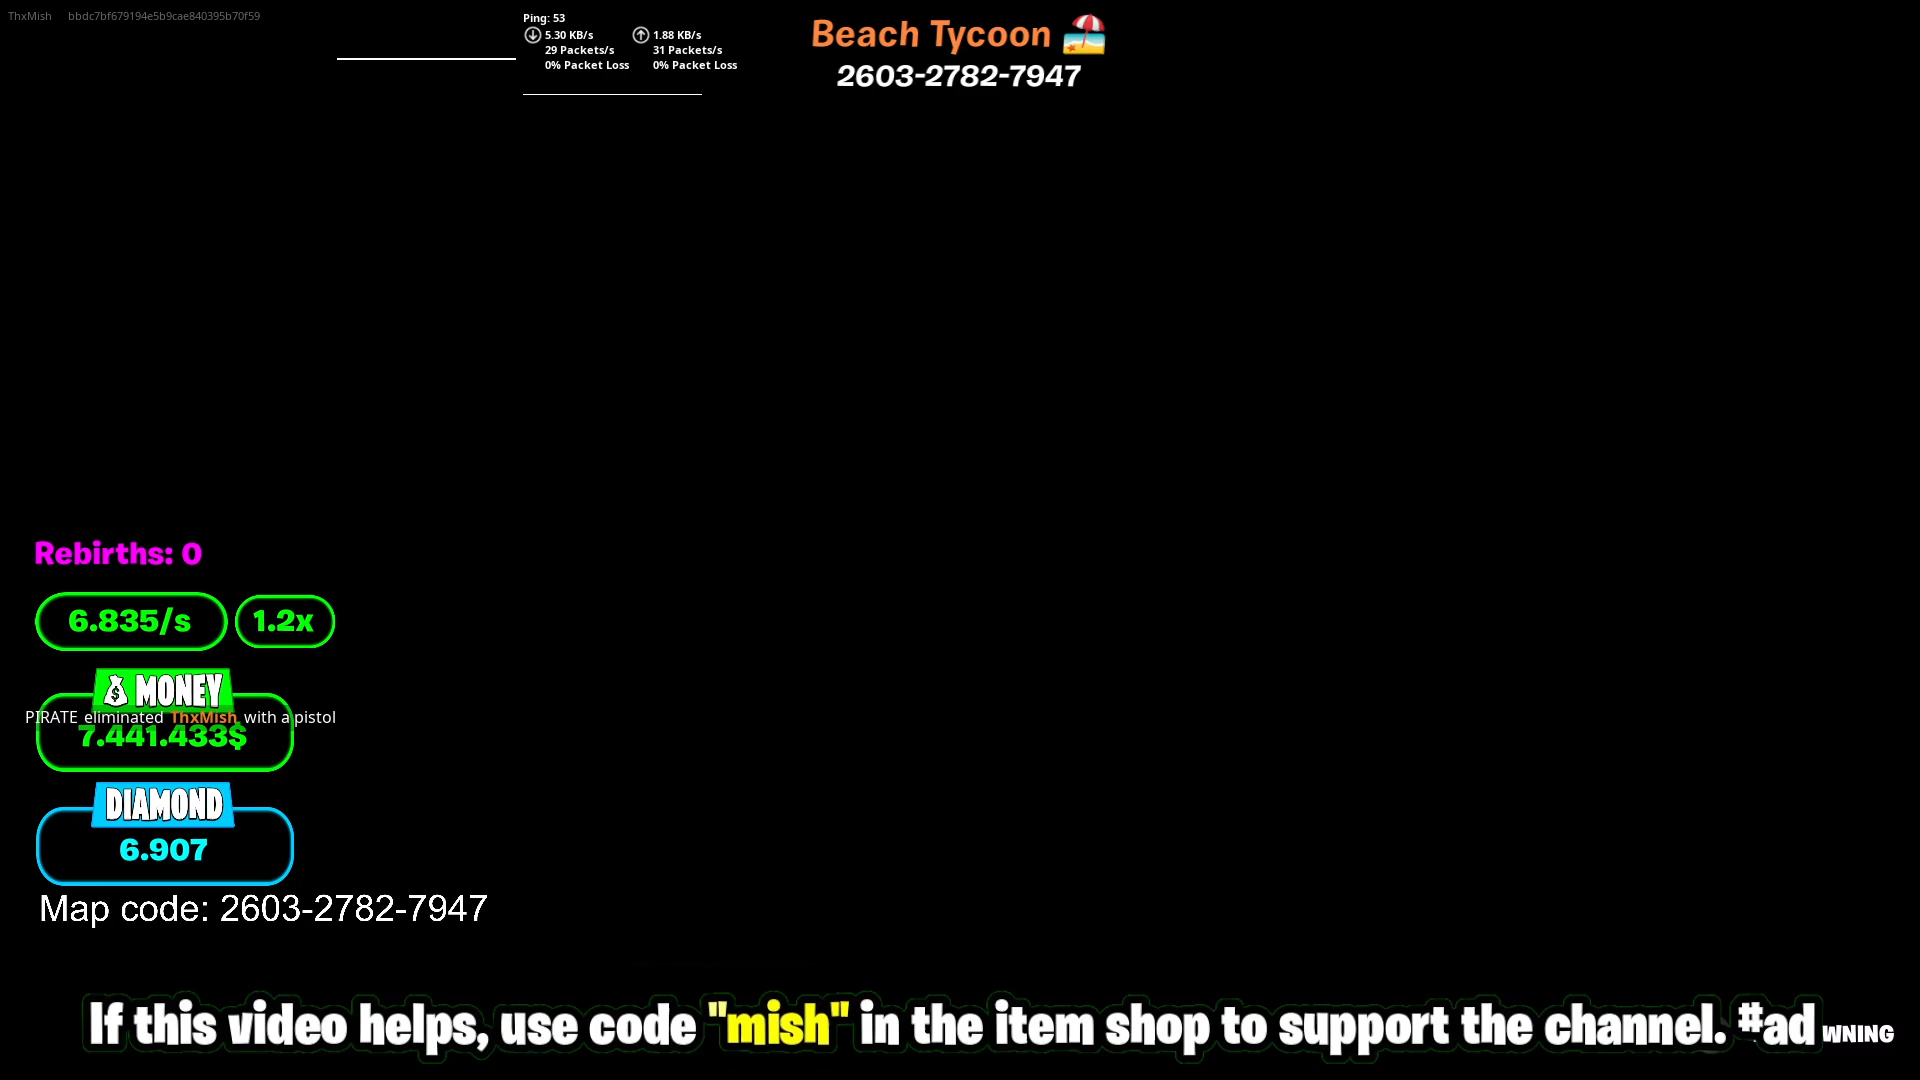 ThxMish bbdc7bf679194e5b9cae840395b70f59
Ping: 53
5.30 KB/s 1.88 KB/s
29 Packets/s 31 Packets/s
0% Packet Loss 0% Packet Loss
Beach Tycoon
2603-2782-7947
Rebirths: 0
6.835/s 1.2x
MONEY
PIRATE eliminated ThxMish with a pistol
7.441.433$
DIAMOND
6.907
Map code: 2603-2782-7947
If this video helps, use code "mish" in the item shop to support the channel. #ad
WNING